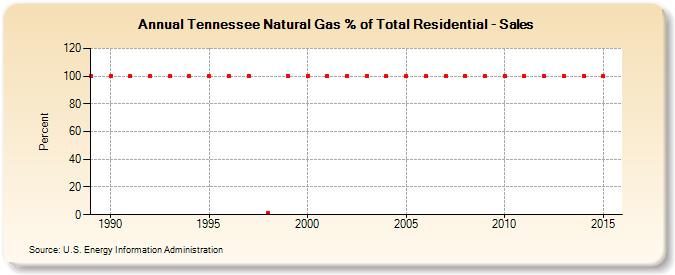 Annual Tennessee Natural Gas % of Total Residential - Sales
Percent
120
100
80
60
40
20
0
1990 1995 2000 2005 2010 2015
Source: U.S. Energy Information Administration